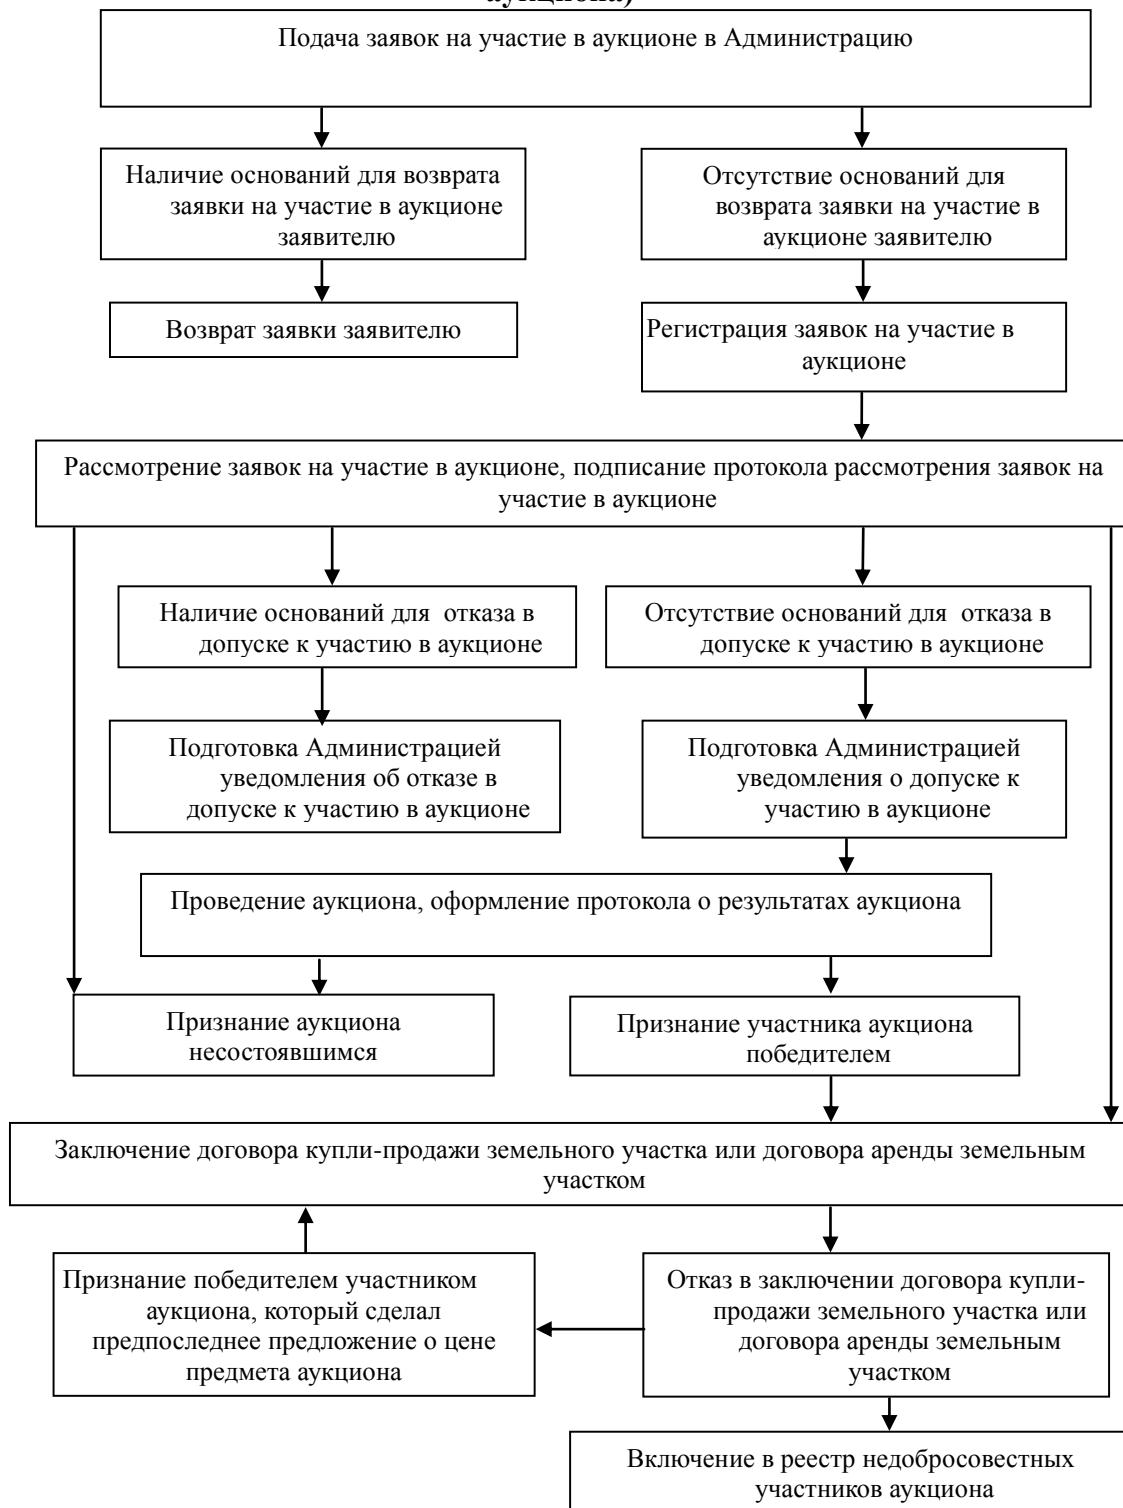 аукциона)
Подача заявок на участие в аукционе в Администрацию
Наличие оснований для возврата
заявки на участие в аукционе
заявителю
Отсутствие оснований для
возврата заявки на участие в
аукционе заявителю
Возврат заявки заявителю
Регистрация заявок на участие в
аукционе
Рассмотрение заявок на участие в аукционе, подписание протокола рассмотрения заявок на
участие в аукционе
Наличие оснований для отказа в
допуске к участию в аукционе
Отсутствие оснований для отказа в
допуске к участию в аукционе
Подготовка Администрацией
уведомления об отказе в
допуске к участию в аукционе
Подготовка Администрацией
уведомления о допуске к
участию в аукционе
Проведение аукциона, оформление протокола о результатах аукциона
Признание аукциона
несостоявшимся
Признание участника аукциона
победителем
Заключение договора купли-продажи земельного участка или договора аренды земельным
участком
Признание победителем участником
аукциона, который сделал
предпоследнее предложение о цене
предмета аукциона
Отказ в заключении договора купли-
продажи земельного участка или
договора аренды земельным
участком
Включение в реестр недобросовестных
участников аукциона